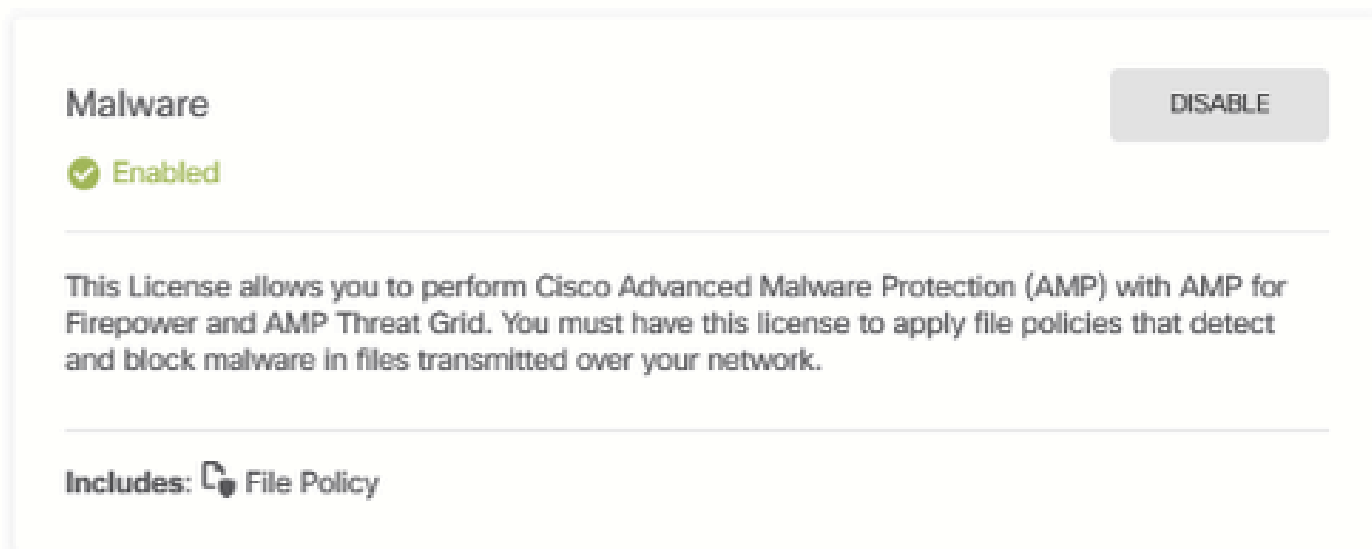 Malware
DISABLE
Enabled
This License allows you to perform Cisco Advanced Malware Protection (AMP) with AMP for
Firepower and AMP Threat Grid. You must have this license to apply file policies that detect
and block malware in files transmitted over your network.
Includes: File Policy